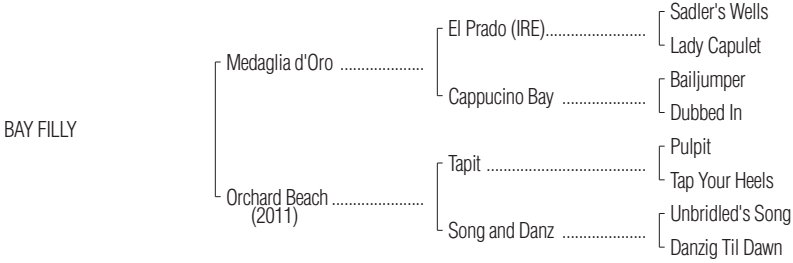 Sadler's Wells
El Prado (IRE)........................
Lady Capulet
Medaglia d'Oro ....................
Bailjumper
Cappucino Bay ....................
Dubbed In
BAY FILLY
Pulpit
Tapit ................................
Tap Your Heels
Orchard Beach ......................
(2011)
Unbridled's Song
Song and Danz ....................
Danzig Til Dawn